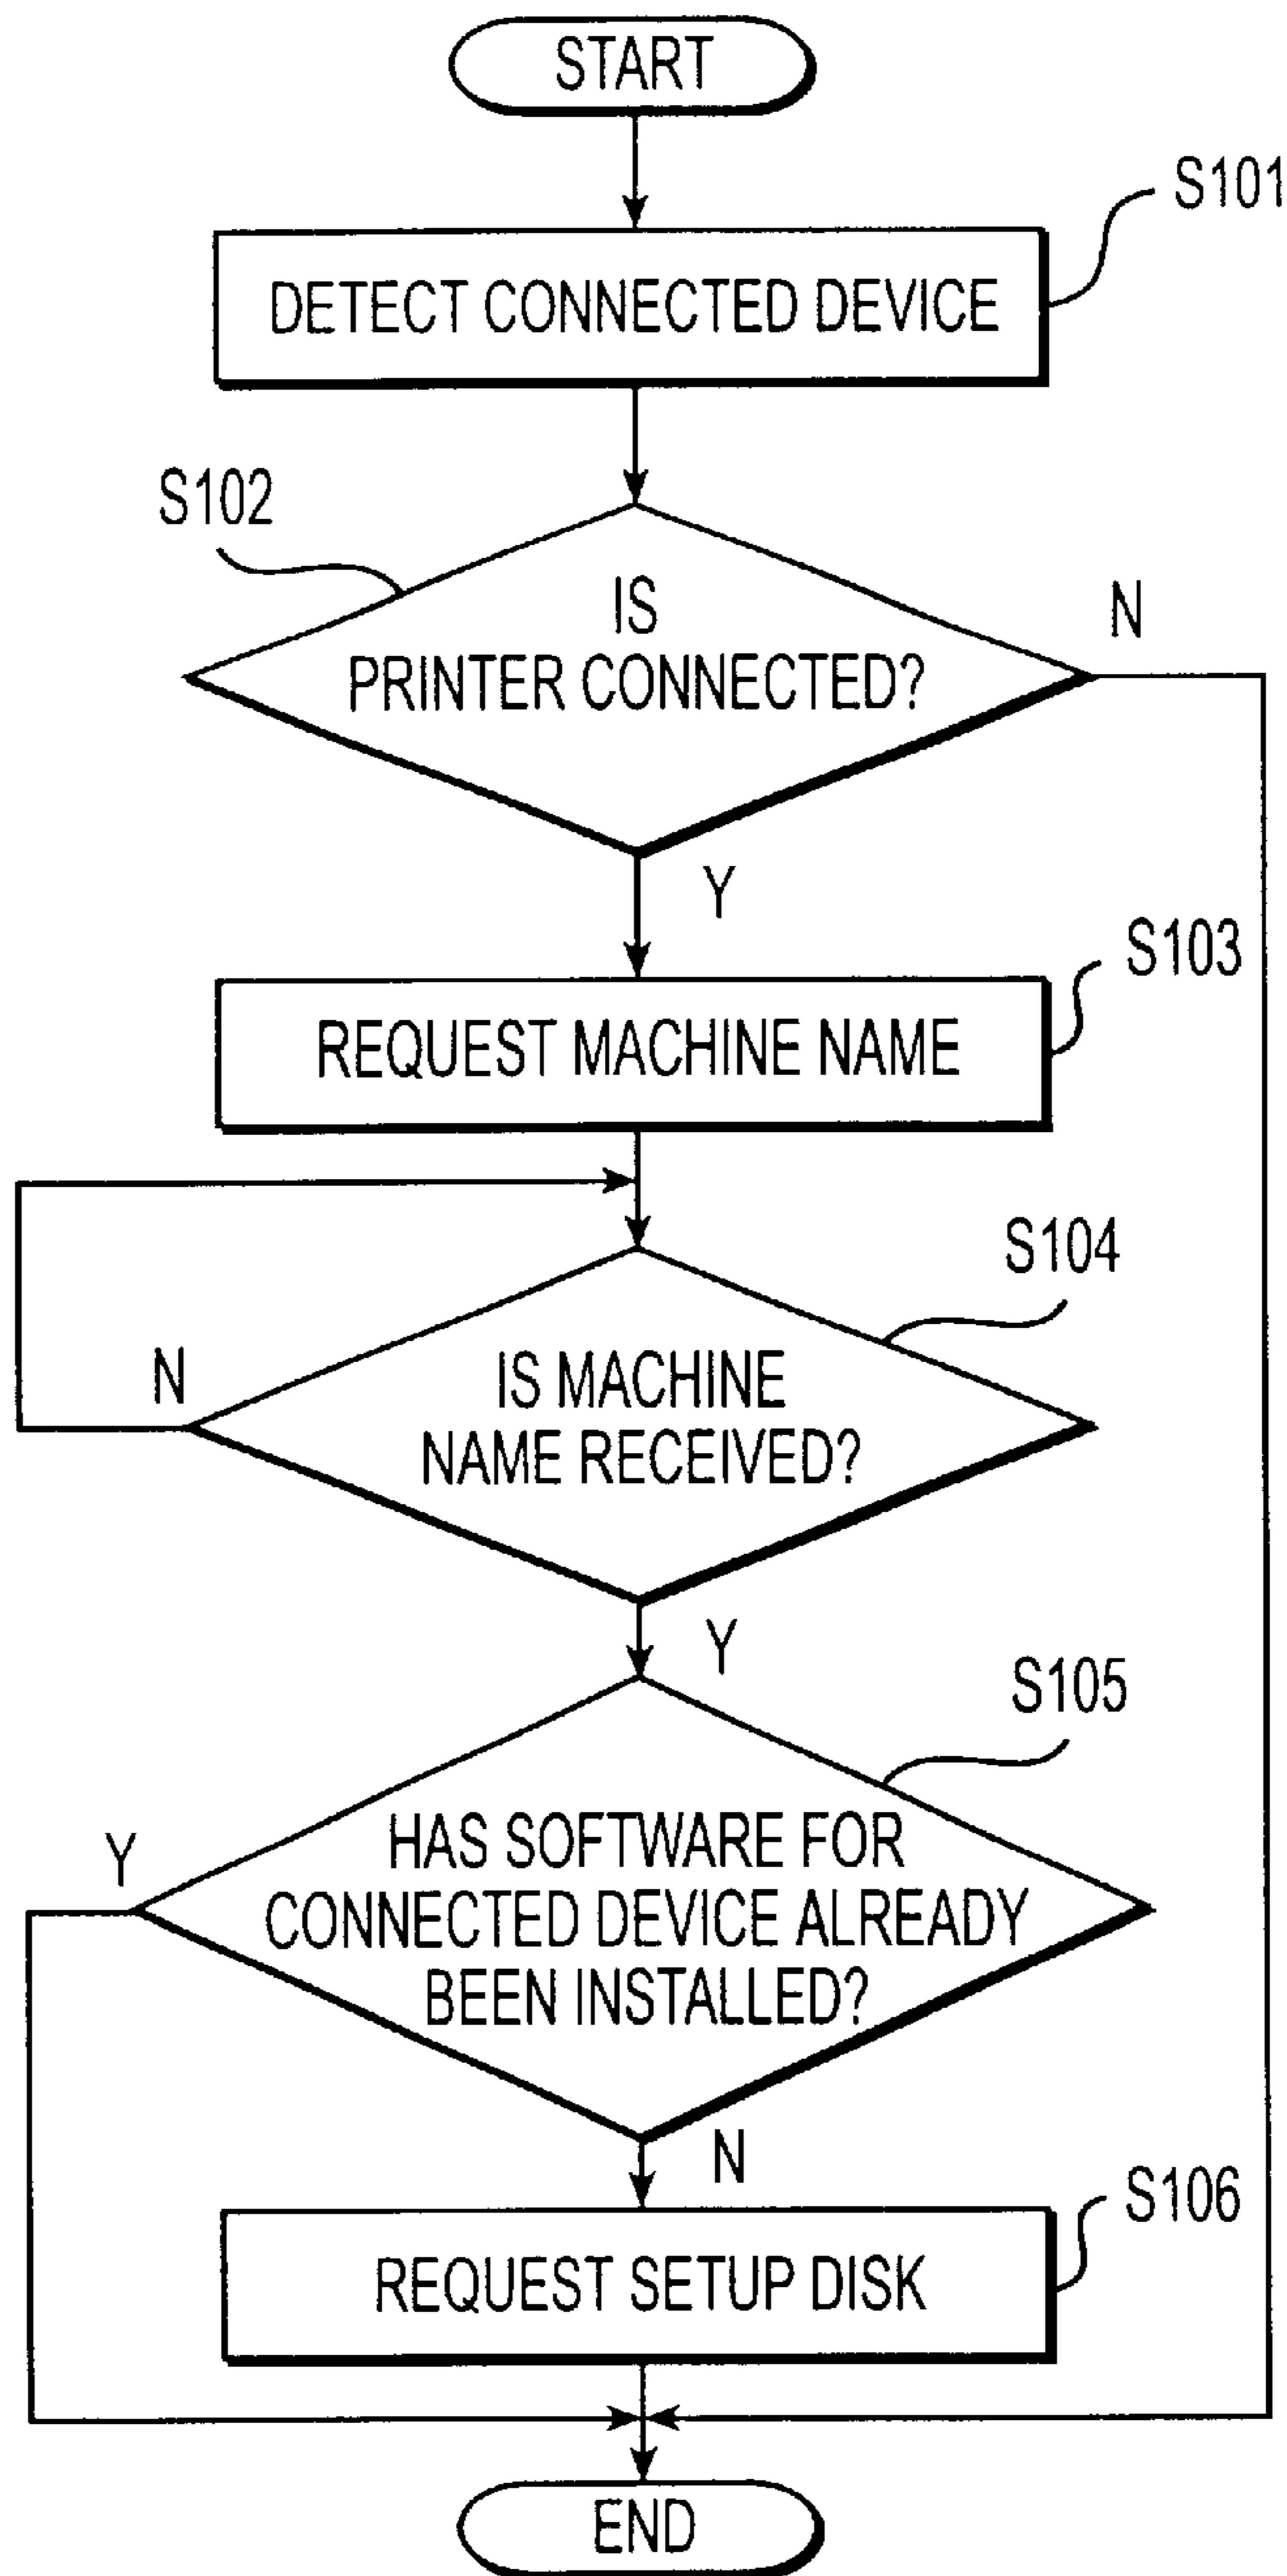 START
S101
DETECT CONNECTED DEVICE
S102
IS
PRINTER CONNECTED?
N
Y
S103
REQUEST MACHINE NAME
S104
IS MACHINE
NAME RECEIVED?
N
Y
S105
HAS SOFTWARE FOR
CONNECTED DEVICE ALREADY
BEEN INSTALLED?
Y
N
S106
REQUEST SETUP DISK
END